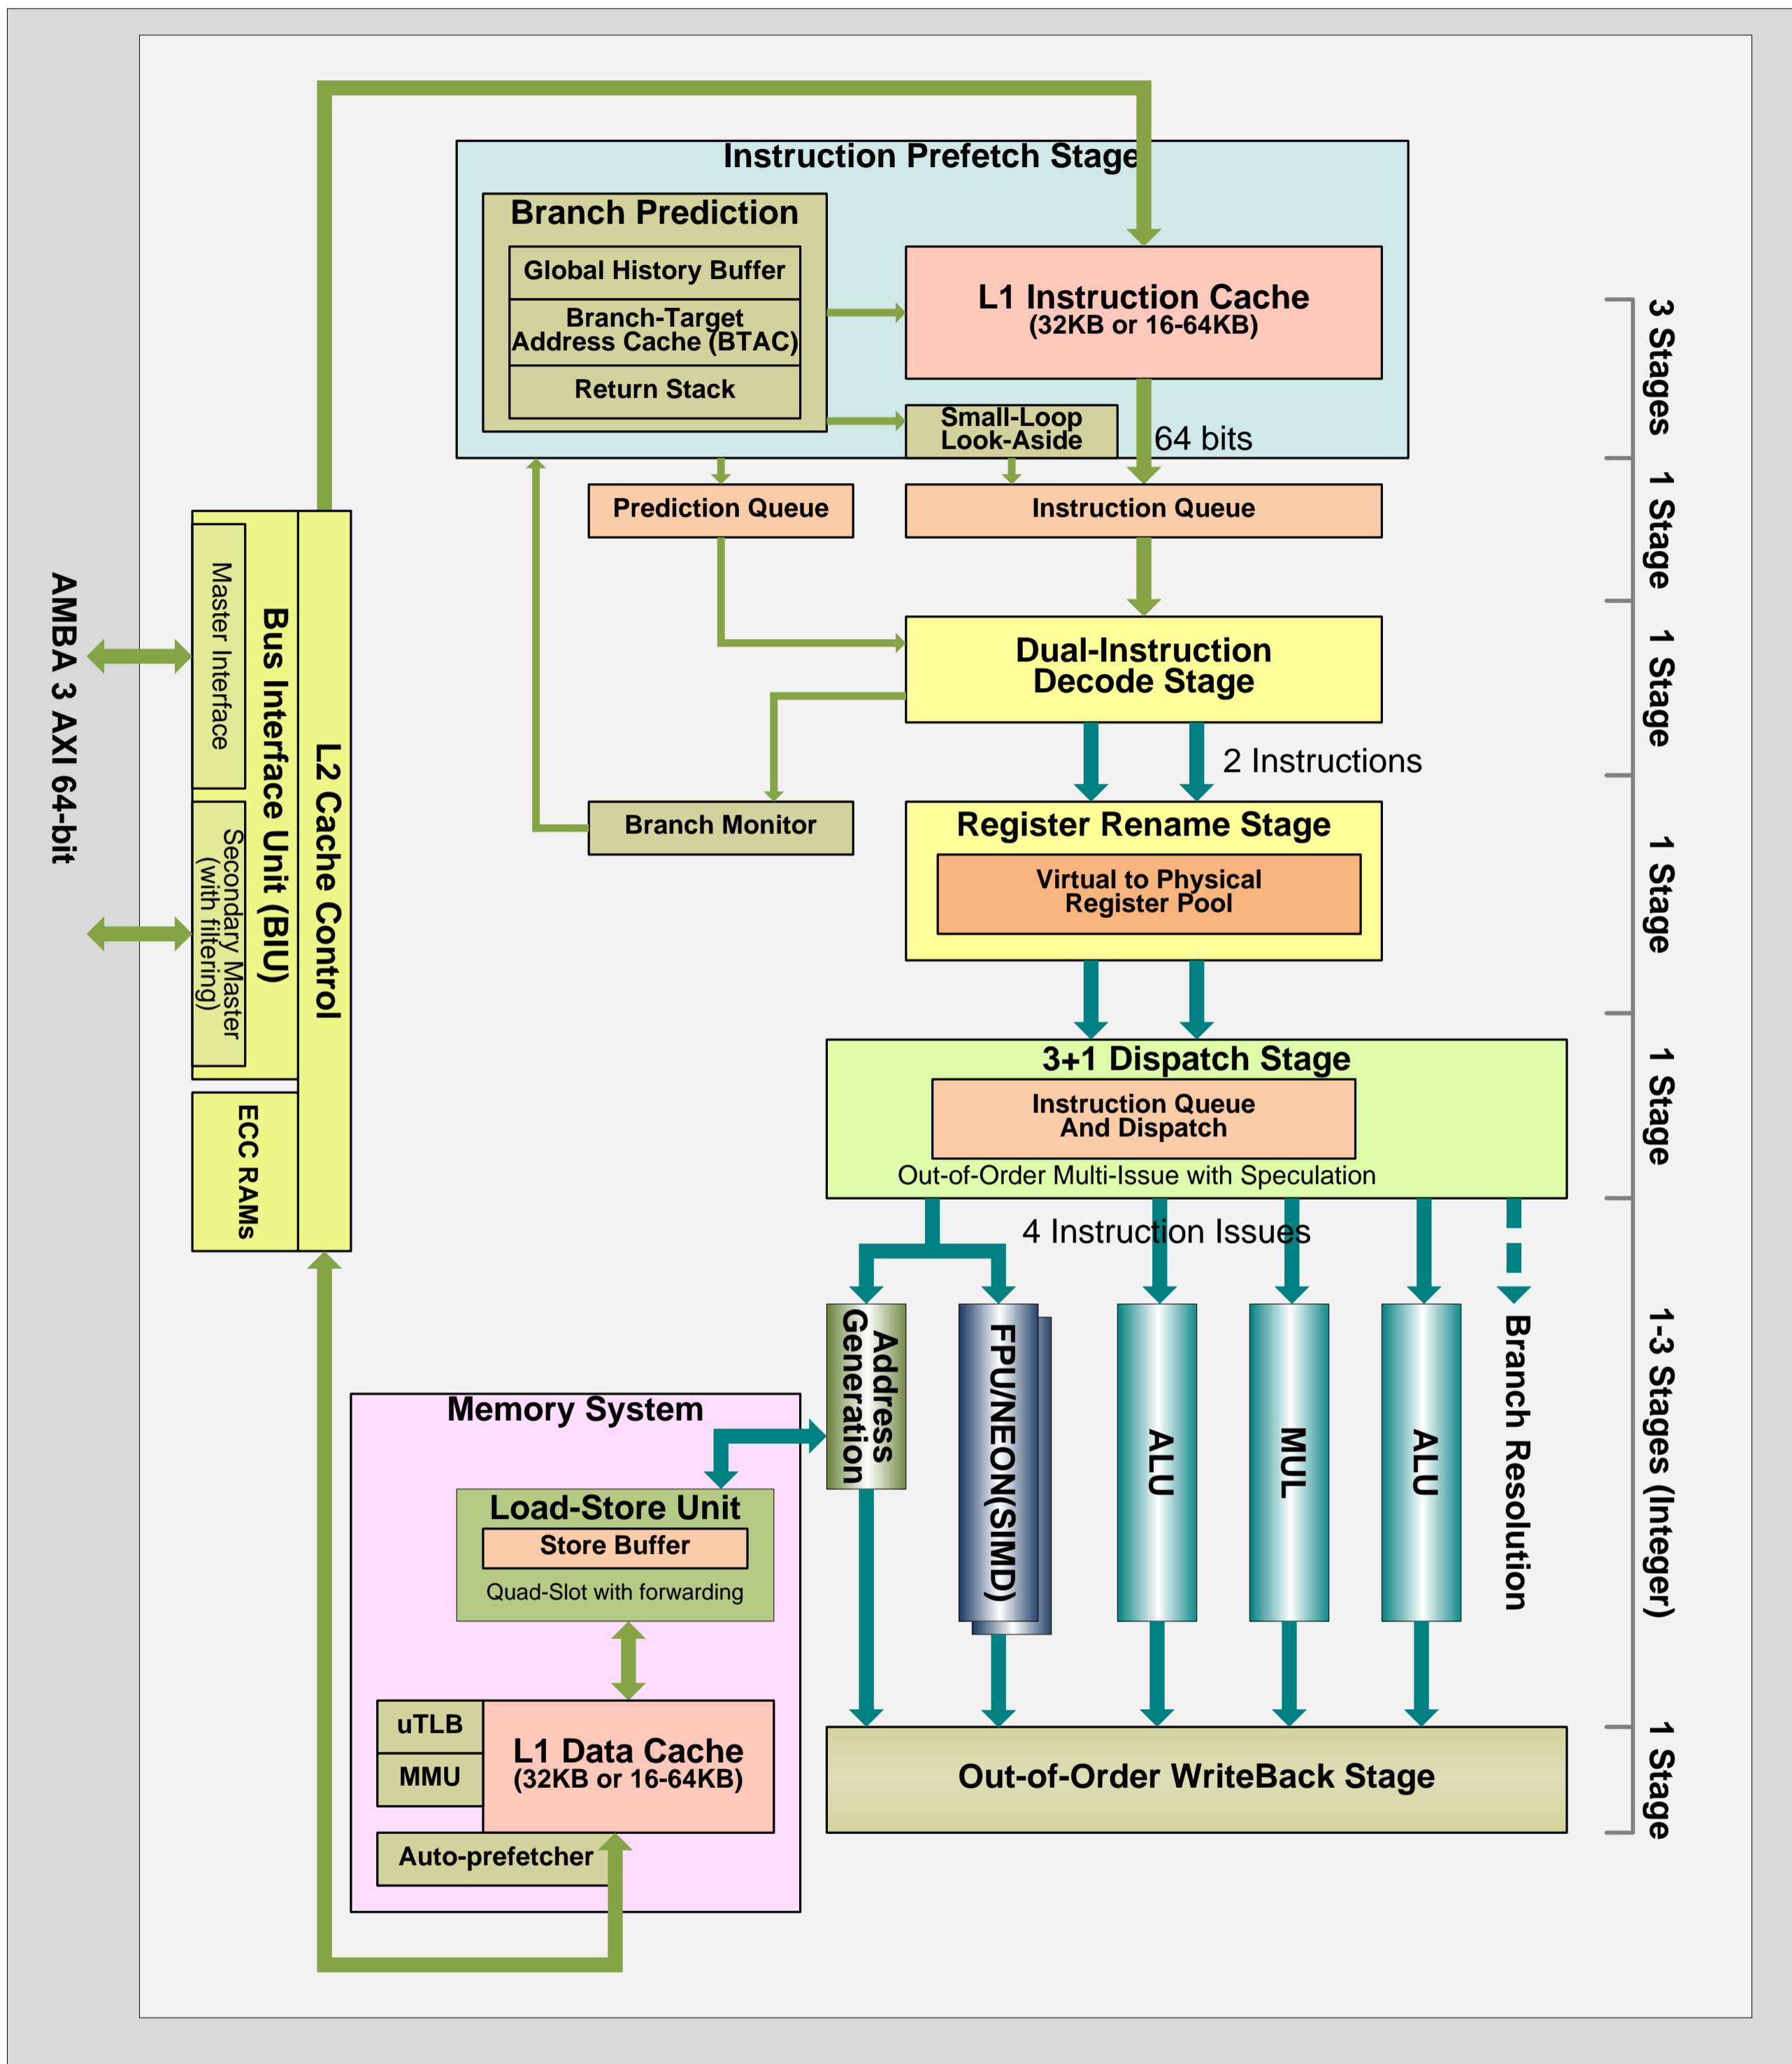 Instruction Prefetch Stage
Branch Prediction
Global History Buffer
Branch-Target
Address Cache (BTAC)
Return Stack
L1 Instruction Cache
(32KB or 16-64KB)
Small-Loop
Look-Aside
64 bits
3 Stages
Prediction Queue
Instruction Queue
1 Stage
Dual-Instruction
Decode Stage
1 Stage
2 Instructions
Branch Monitor
Register Rename Stage
Virtual to Physical
Register Pool
1 Stage
AMBA 3 AXI 64-bit
Master Interface
Secondary Master
(with filtering)
Bus Interface Unit (BIU)
L2 Cache Control
ECC RAMs
3+1 Dispatch Stage
Instruction Queue
And Dispatch
Out-of-Order Multi-Issue with Speculation
1 Stage
4 Instruction Issues
Address
Generation
FPU/NEON(SIMD)
ALU
MUL
ALU
Branch Resolution
1-3 Stages (Integer)
Memory System
Load-Store Unit
Store Buffer
Quad-Slot with forwarding
uTLB
MMU
L1 Data Cache
(32KB or 16-64KB)
Auto-prefetcher
Out-of-Order WriteBack Stage
1 Stage